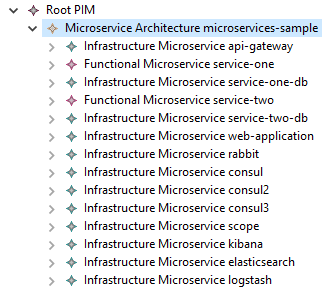 Root PIM
Microservice Architecture microservices-sample
Infrastructure Microservice api-gateway
Functional Microservice service-one
Infrastructure Microservice service-one-db
Functional Microservice service-two
Infrastructure Microservice service-two-db
Infrastructure Microservice web-application
Infrastructure Microservice rabbit
Infrastructure Microservice consul
Infrastructure Microservice consul2
Infrastructure Microservice consul3
Infrastructure Microservice scope
Infrastructure Microservice kibana
Infrastructure Microservice elasticsearch
Infrastructure Microservice logstash